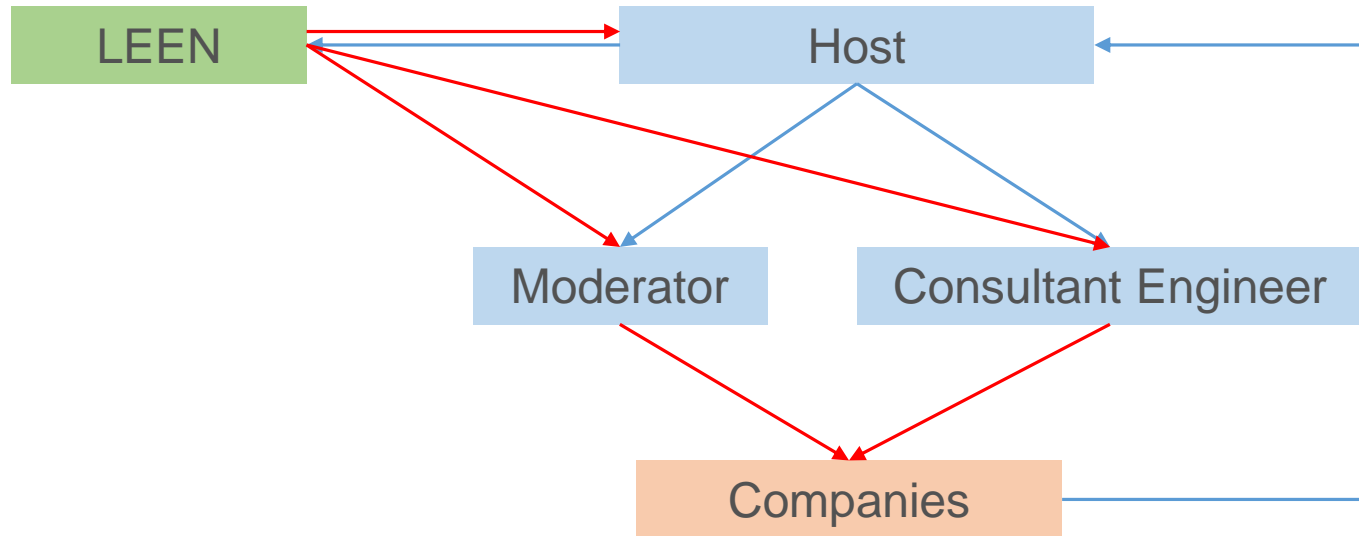 LEEN
Host
Moderator
Consultant Engineer
Companies